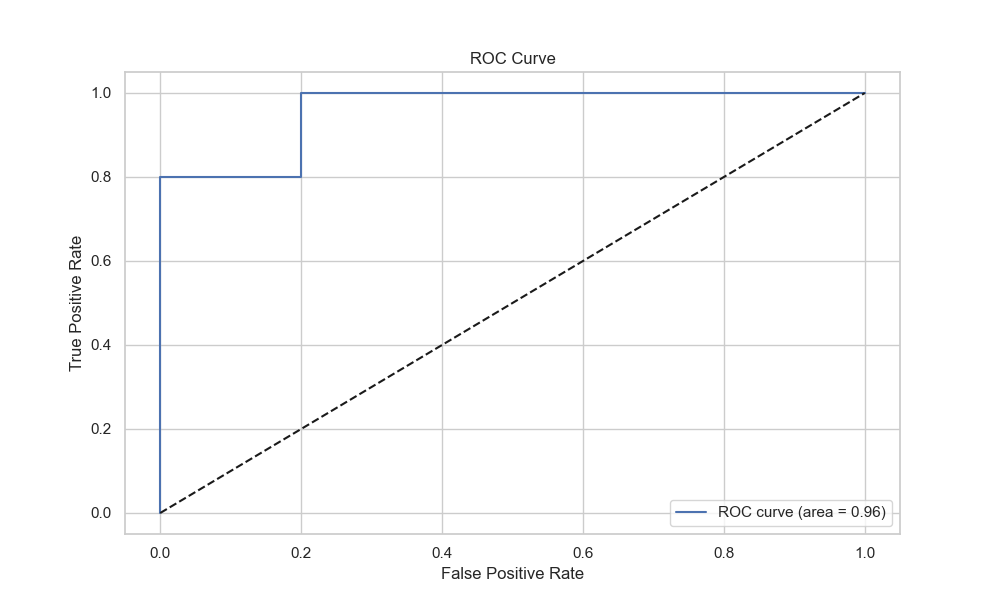 ROC Curve
True Positive Rate
1.0
0.8
0.6
0.4
0.2
0.0
ROC curve (area = 0.96)
0.0 0.2 0.4 0.6 0.8 1.0
False Positive Rate